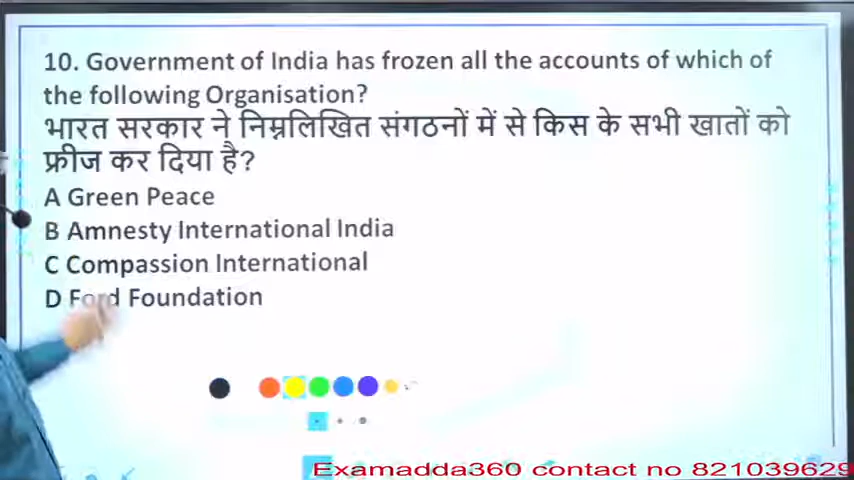 10. Government of India has frozen all the accounts of which of
the following Organisation?
भारत सरकार ने निम्नलिखित संगठनों में से किस के सभी खातों को
फ्रीज कर दिया है?
A Green Peace
B Amnesty International India
C Compassion International
D Ford Foundation
Examadda360 contact no 821039629